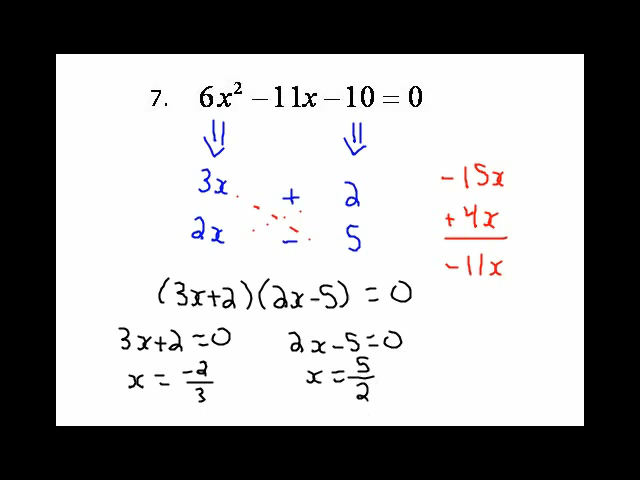 7. 6x² − 11x − 10 = 0
3x + 2
2x − 5
−15x
+ 4x
−11x
(3x+2)(2x−5) = 0
3x+2=0 2x−5=0
x = −2/3 x = 5/2